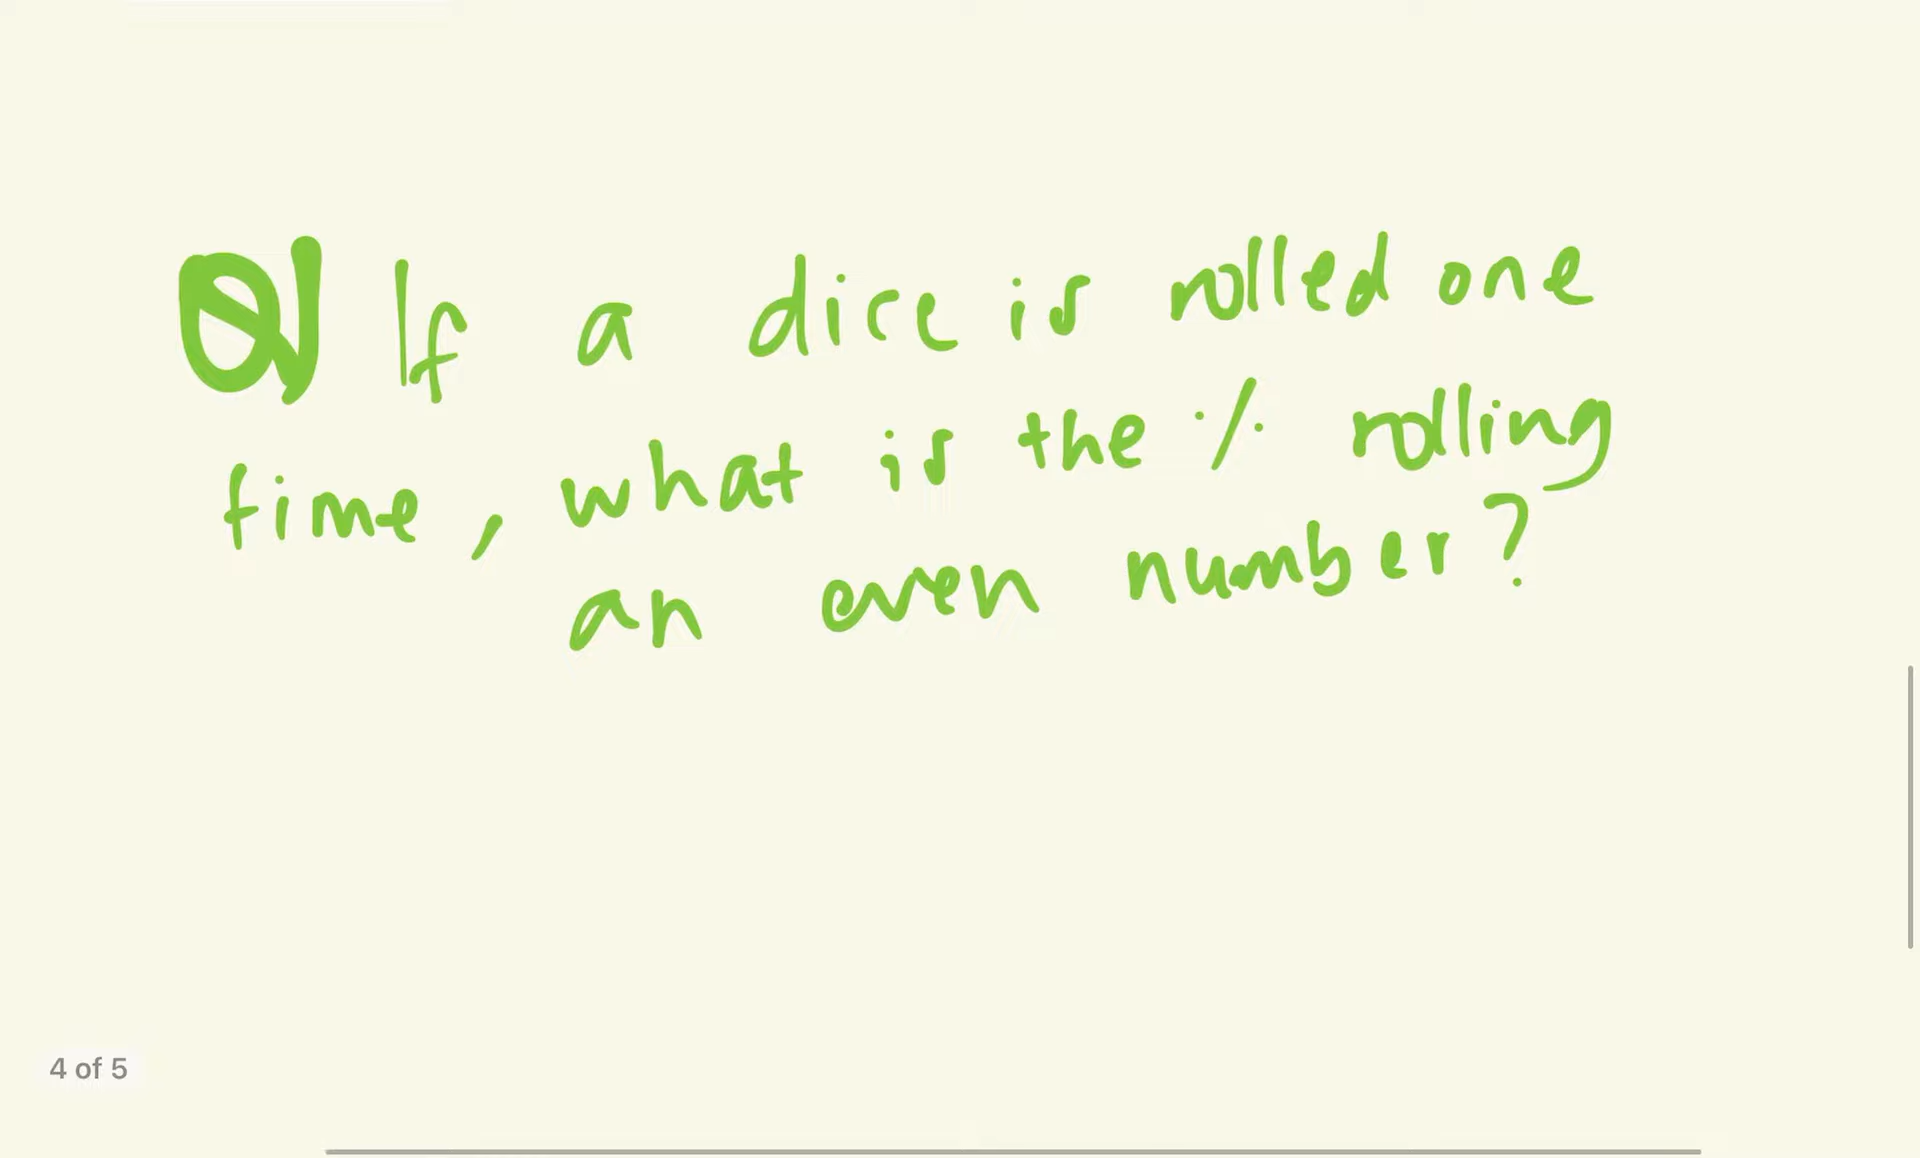 Q) If a dice is rolled one
time, what is the % rolling
an even number?
4 of 5